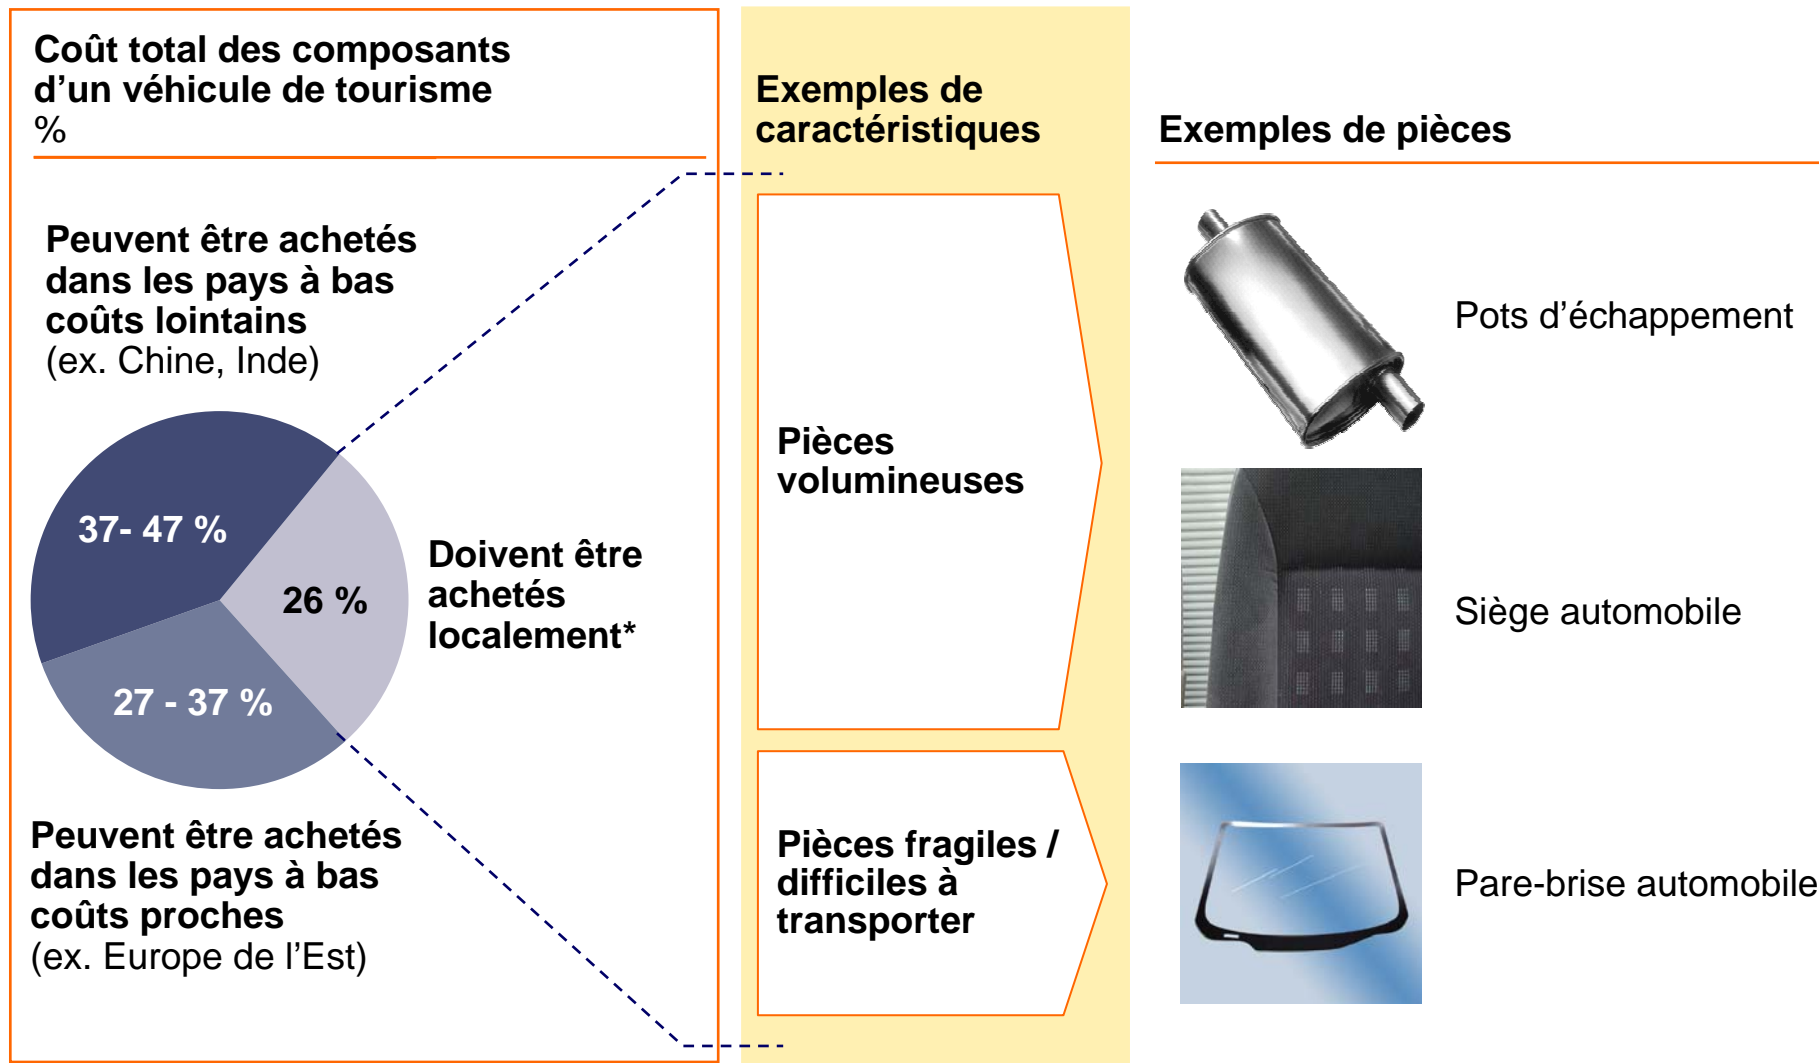 Coût total des composants
d’un véhicule de tourisme
%
Peuvent être achetés
dans les pays à bas
coûts lointains
(ex. Chine, Inde)
37- 47 %
26 %
27 - 37 %
Doivent être
achetés
localement*
Peuvent être achetés
dans les pays à bas
coûts proches
(ex. Europe de l’Est)
Exemples de
caractéristiques
Pièces
volumineuses
Pièces fragiles /
difficiles à
transporter
Exemples de pièces
Pots d’échappement
Siège automobile
Pare-brise automobile